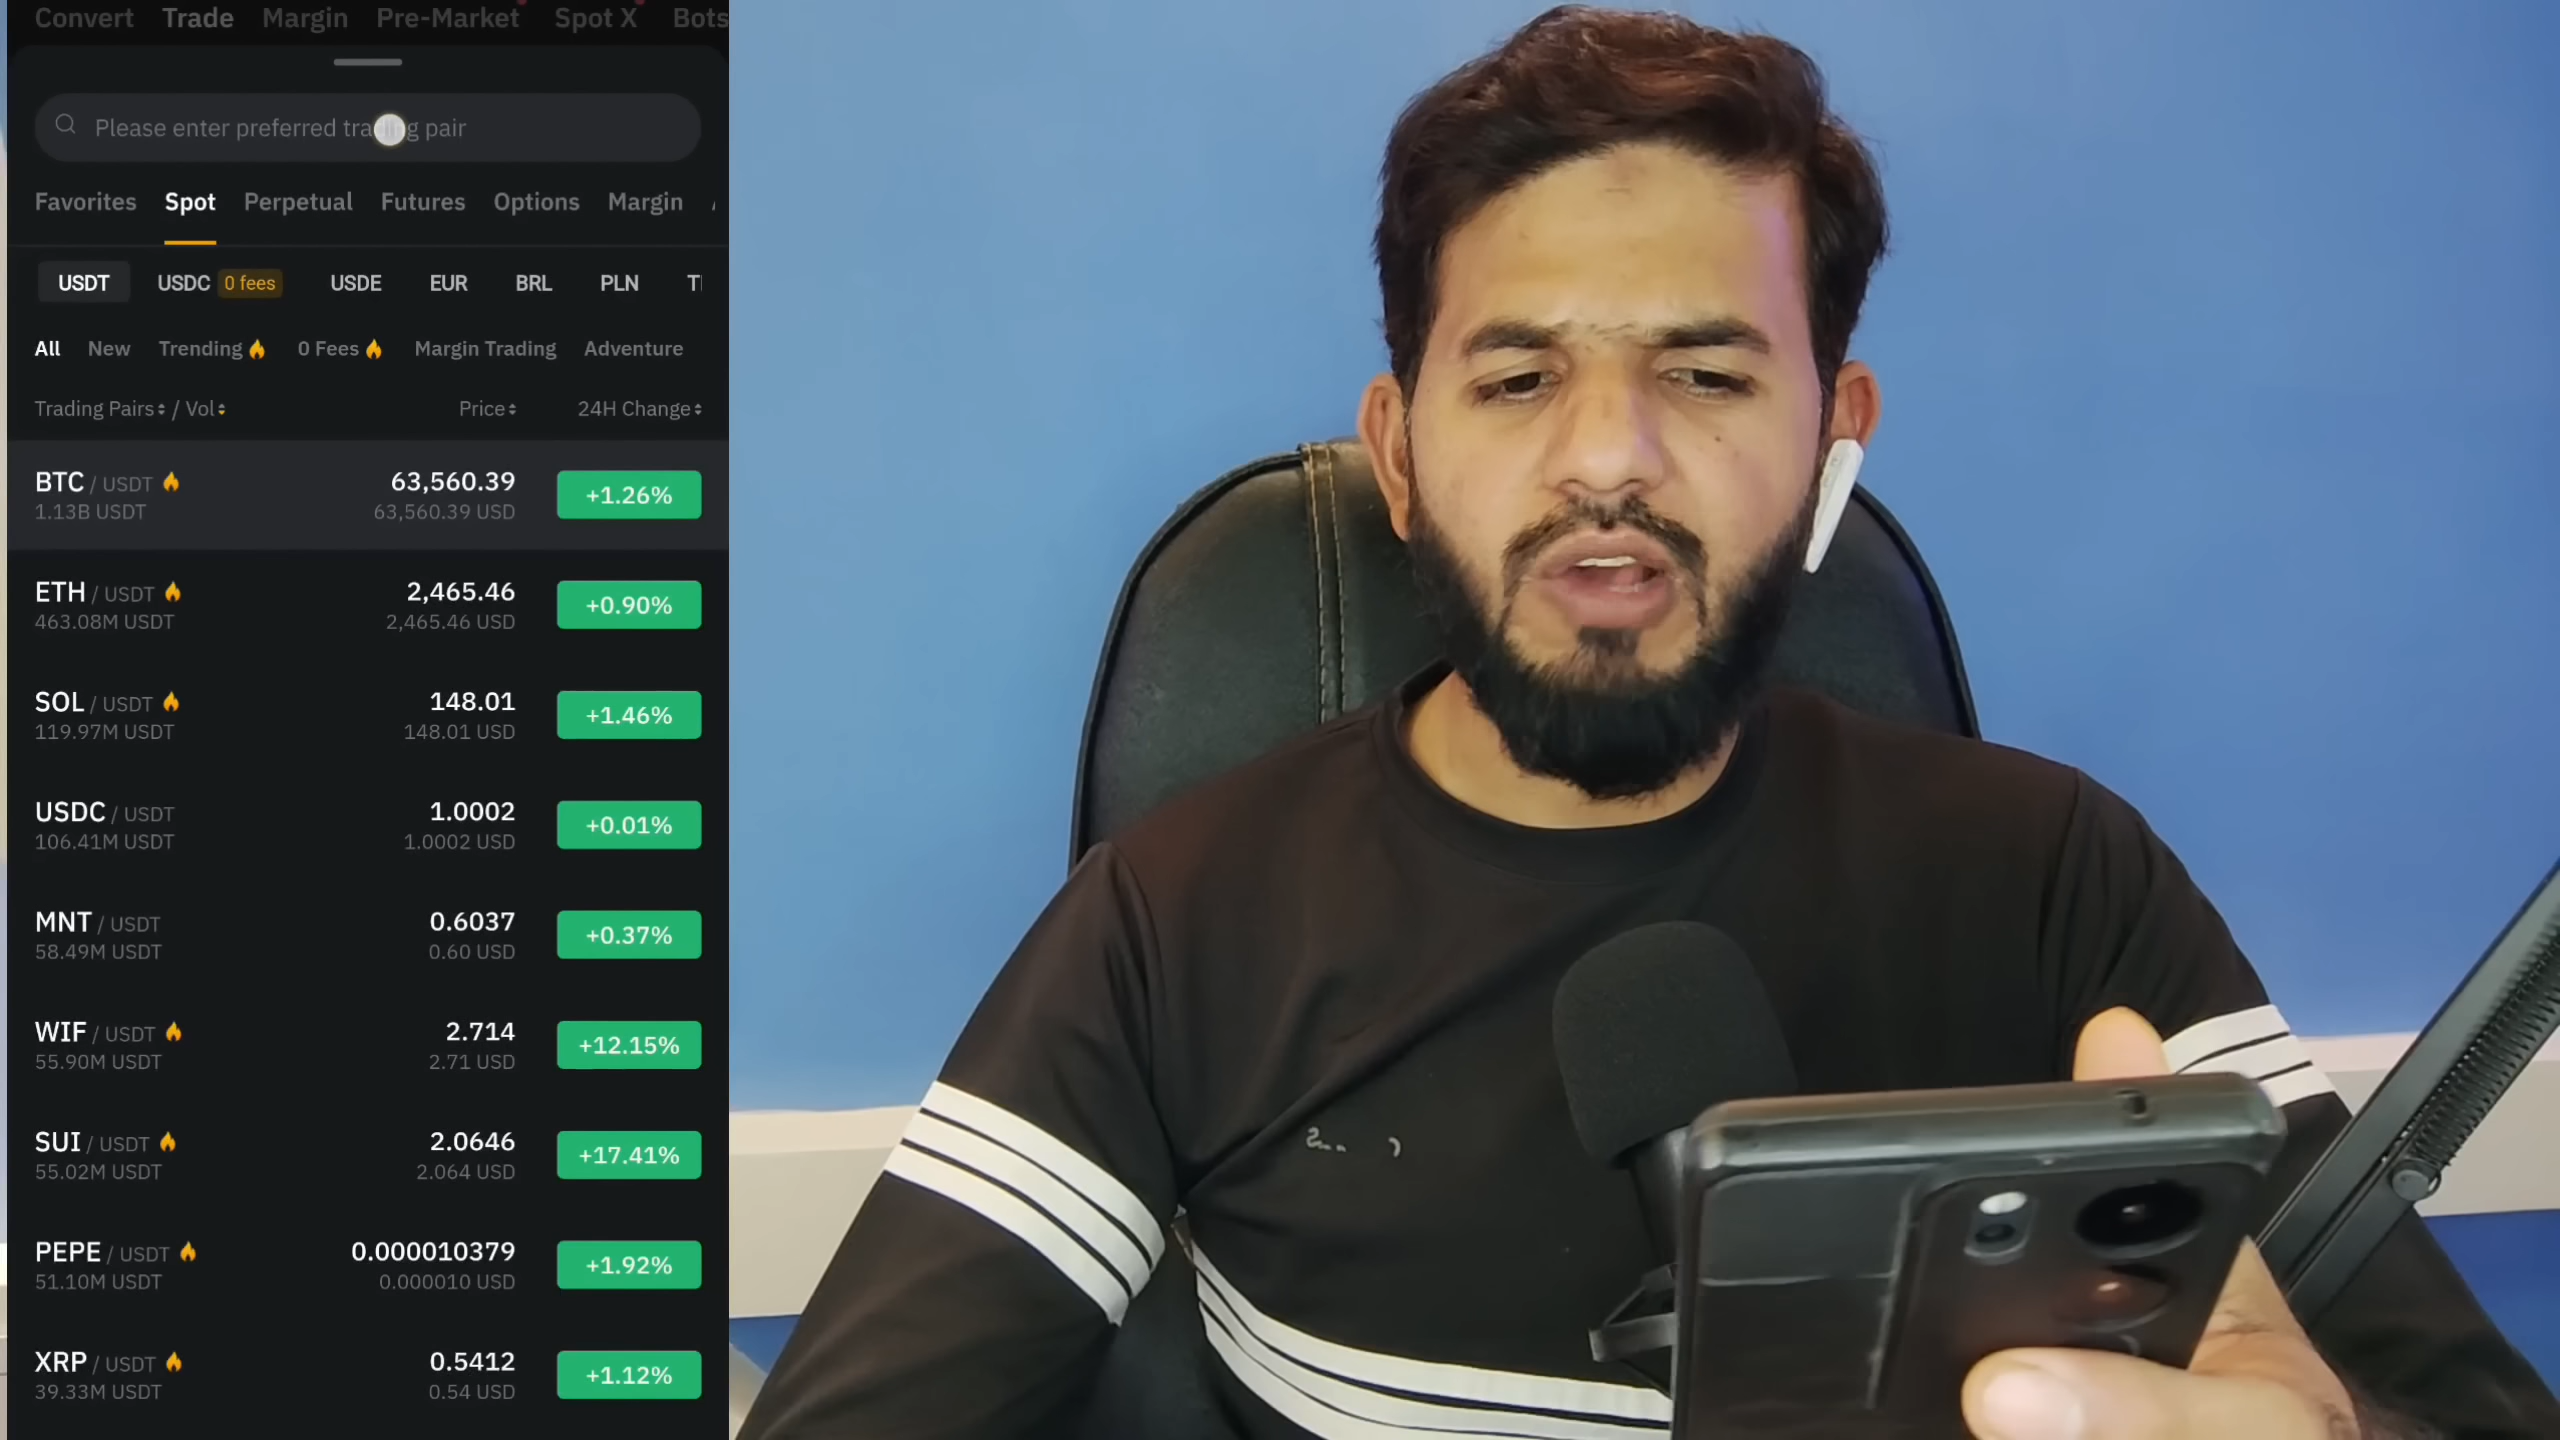 Convert Trade Margin Pre-Market Spot X Bots
Please enter preferred trading pair
Favorites Spot Perpetual Futures Options Margin
USDT USDC 0 fees USDE EUR BRL PLN
All New Trending 0 Fees Margin Trading Adventure
Trading Pairs / Vol Price 24H Change
BTC / USDT 63,560.39 +1.26%
1.13B USDT 63,560.39 USD
ETH / USDT 2,465.46 +0.90%
463.08M USDT 2,465.46 USD
SOL / USDT 148.01 +1.46%
119.97M USDT 148.01 USD
USDC / USDT 1.0002 +0.01%
106.41M USDT 1.0002 USD
MNT / USDT 0.6037 +0.37%
58.49M USDT 0.60 USD
WIF / USDT 2.714 +12.15%
55.90M USDT 2.71 USD
SUI / USDT 2.0646 +17.41%
55.02M USDT 2.064 USD
PEPE / USDT 0.000010379 +1.92%
51.10M USDT 0.000010 USD
XRP / USDT 0.5412 +1.12%
39.33M USDT 0.54 USD